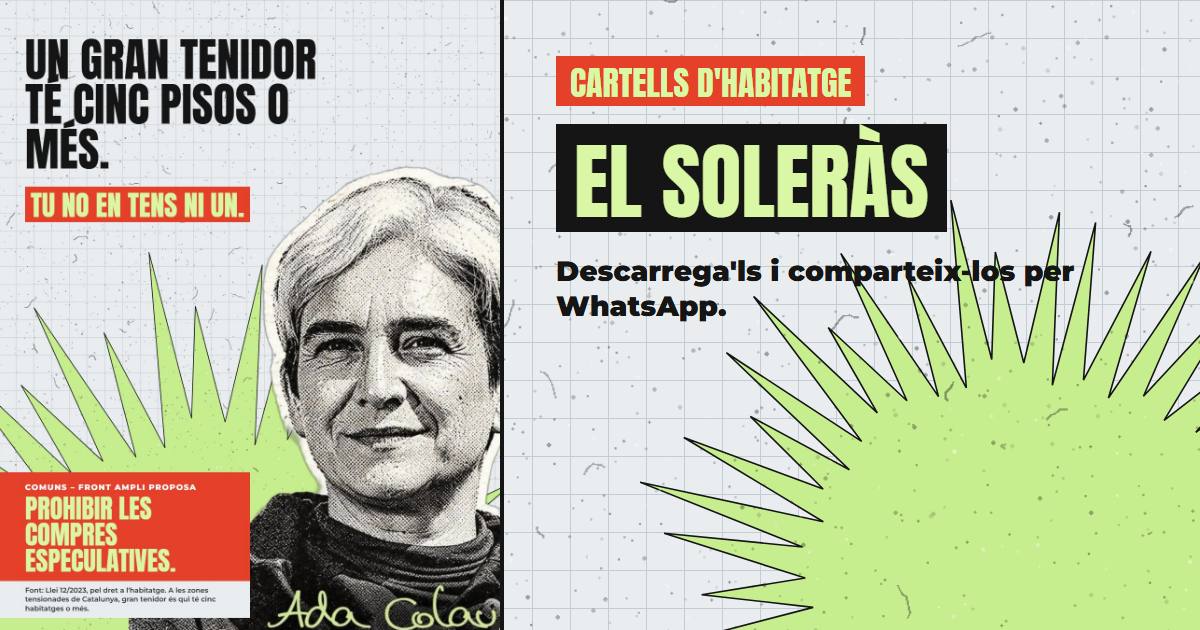 UN GRAN TENIDOR
TÉ CINC PISOS O
MÉS.
TU NO EN TENS NI UN.
COMUNS – FRONT AMPLI PROPOSA
PROHIBIR LES
COMPRES
ESPECULATIVES.
Font: Llei 12/2023, pel dret a l'habitatge. A les zones
tensionades de Catalunya, gran tenidor és qui té cinc
habitatges o més.
Ada Colau
CARTELLS D'HABITATGE
EL SOLERÀS
Descarrega'ls i comparteix-los per
WhatsApp.